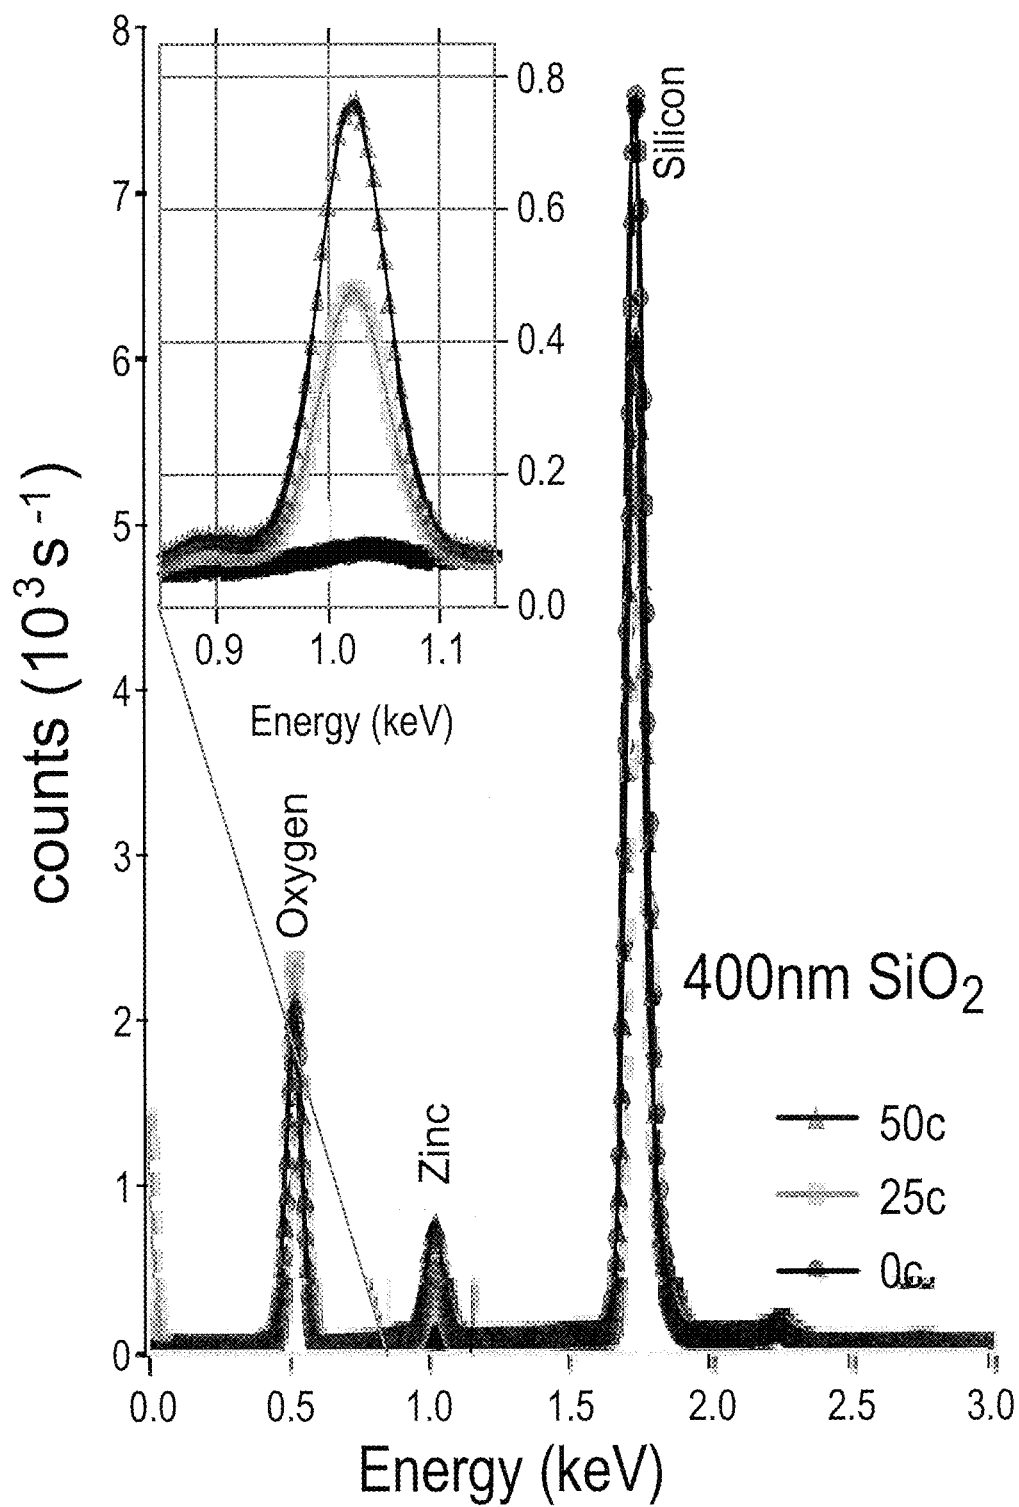 counts (10³s⁻¹)
8
7
6
5
4
3
2
1
0
0.8
0.6
0.4
0.2
0.0
0.9 1.0 1.1
Energy (keV)
Silicon
Oxygen
Zinc
400nm SiO₂
50c
25c
0c
0.0 0.5 1.0 1.5 2.0 2.5 3.0
Energy (keV)